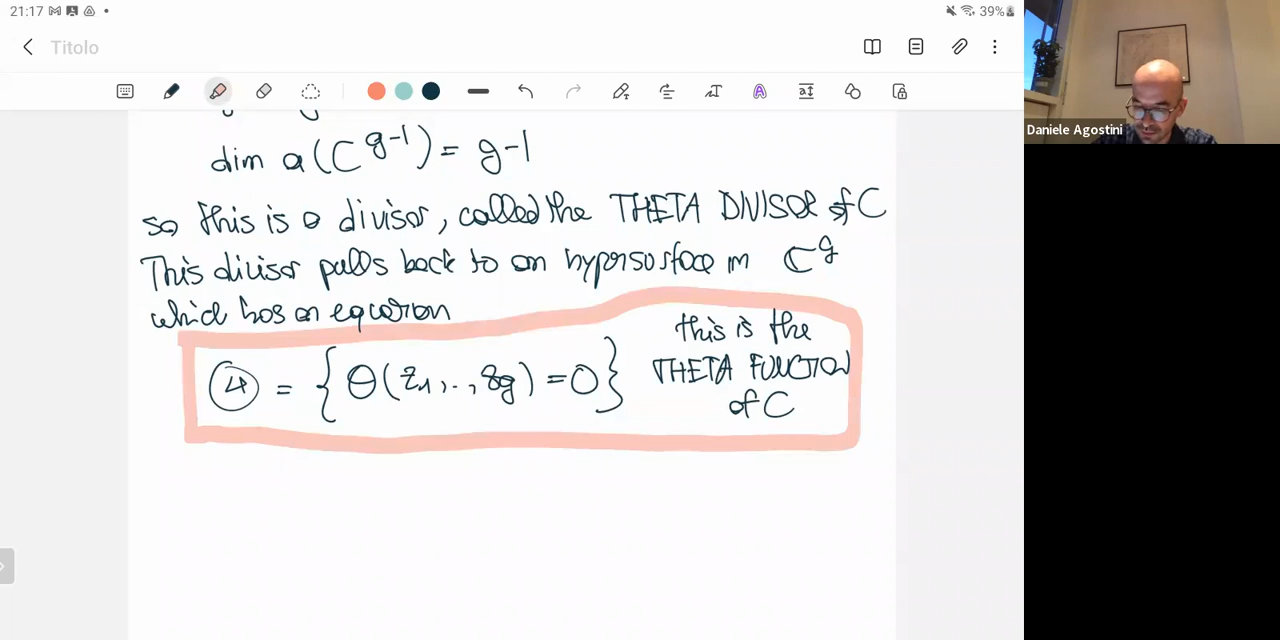 21:17
39%
Titolo
Daniele Agostini
dim a(C^{g-1}) = g-1
so this is a divisor, called the THETA DIVISOR of C
This divisor pulls back to an hypersurface in ℂ^g
which has an equation
Ⓗ = { θ(z₁,..,zg) = 0 }
this is the
THETA FUNCTION
of C